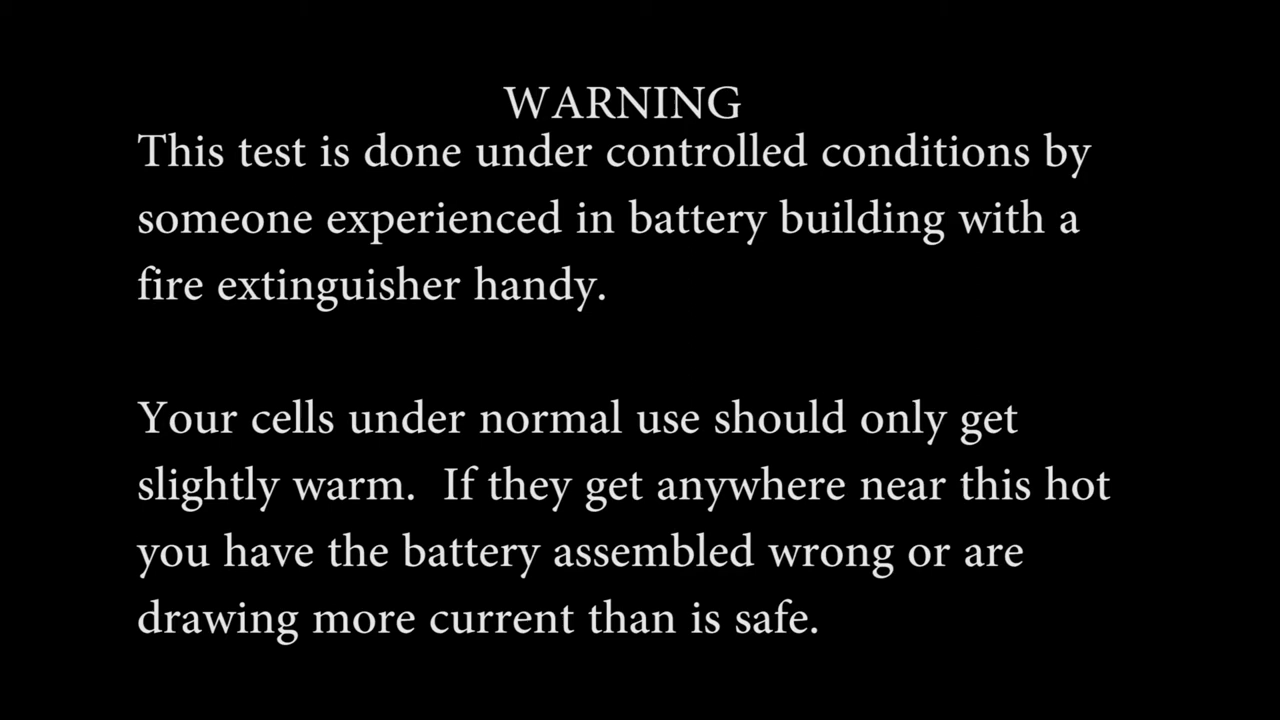 WARNING
This test is done under controlled conditions by
someone experienced in battery building with a
fire extinguisher handy.
Your cells under normal use should only get
slightly warm.  If they get anywhere near this hot
you have the battery assembled wrong or are
drawing more current than is safe.